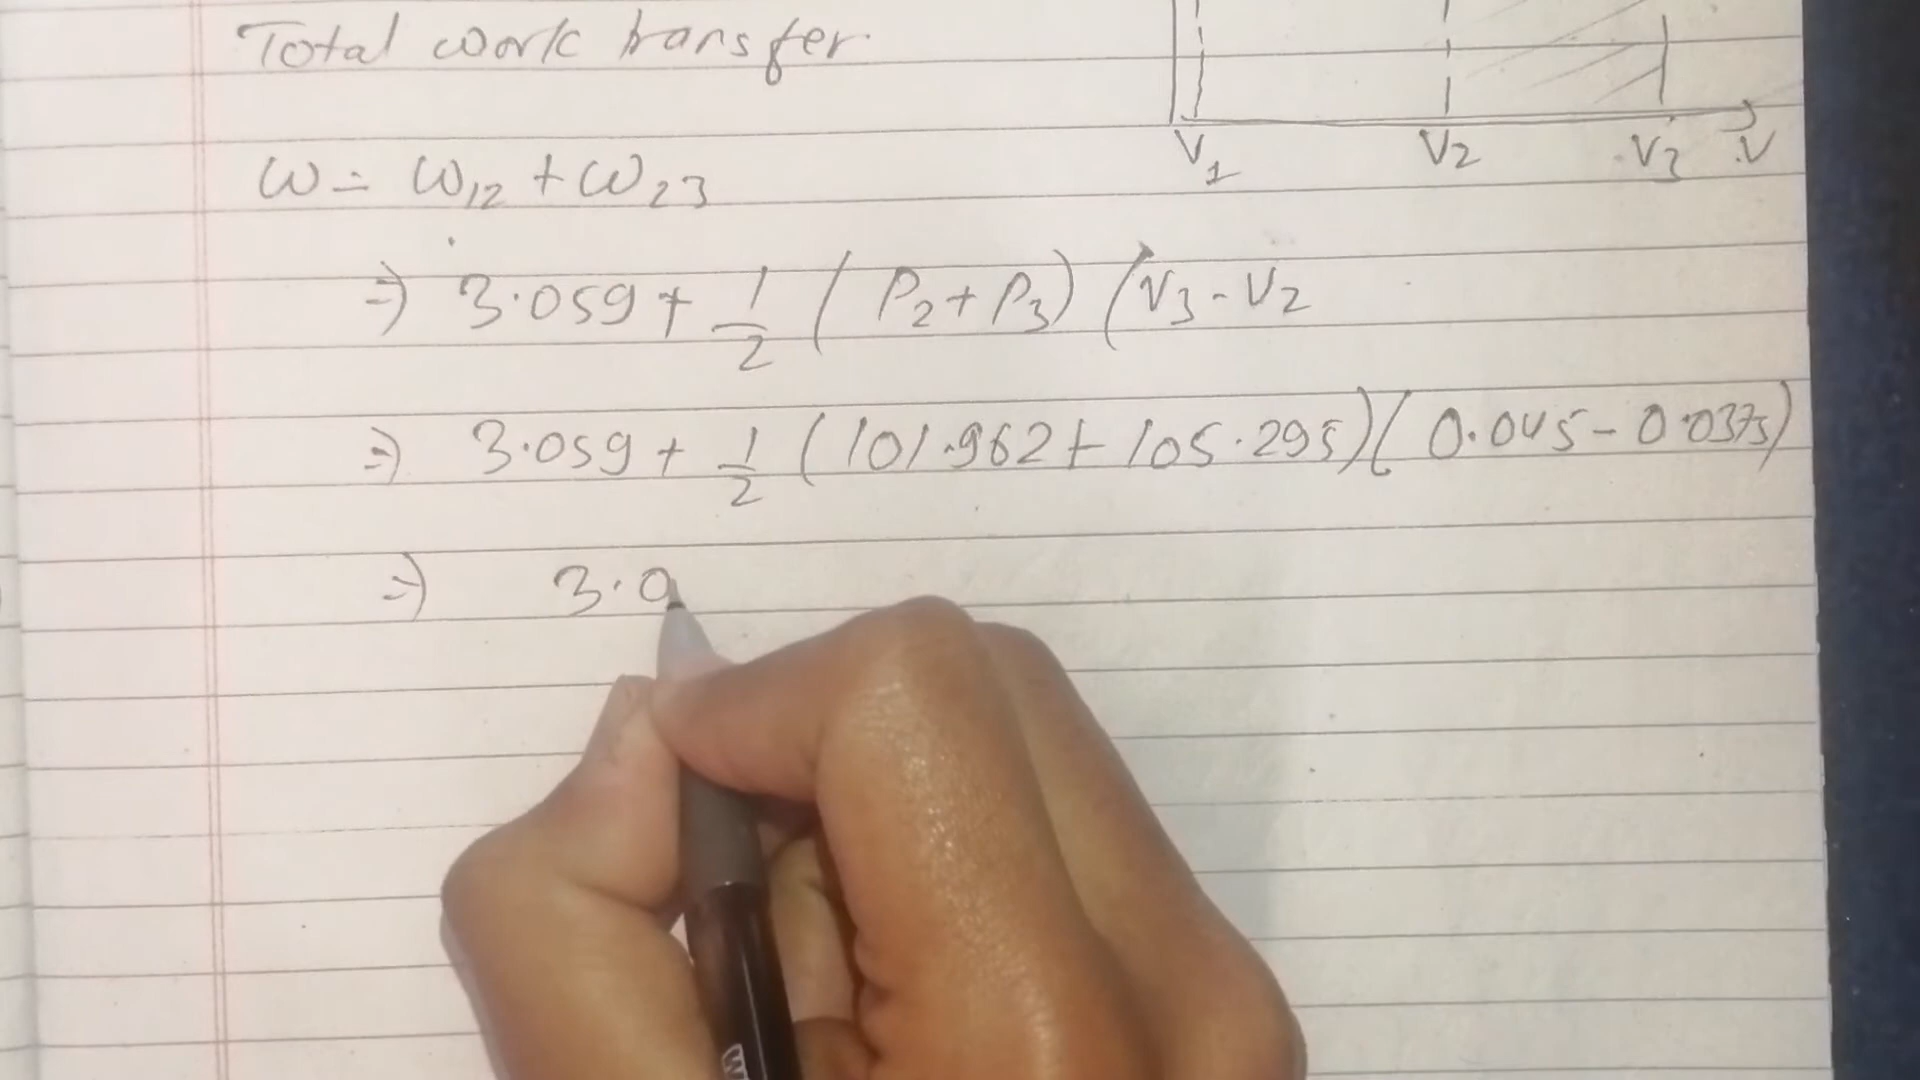 Total work transfer.
V1 V2 V3 V
W = W12 + W23
⇒ 3.059 + 1/2 (P2 + P3) (V3 - V2
⇒ 3.059 + 1/2 (101.962 + 105.295) (0.045 - 0.0375)
⇒ 3.0
W